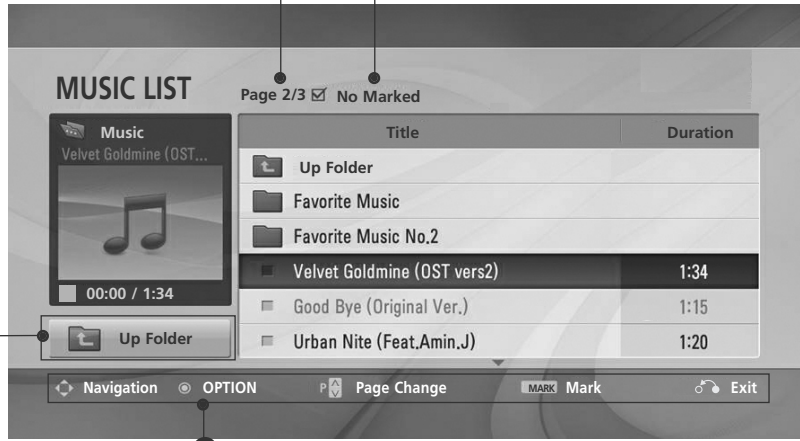 MUSIC LIST
Page 2/3 No Marked
Music
Velvet Goldmine (OST...
00:00 / 1:34
Up Folder
Title Duration
Up Folder
Favorite Music
Favorite Music No.2
Velvet Goldmine (OST vers2) 1:34
Good Bye (Original Ver.) 1:15
Urban Nite (Feat.Amin.J) 1:20
Navigation OPTION P Page Change MARK Mark Exit